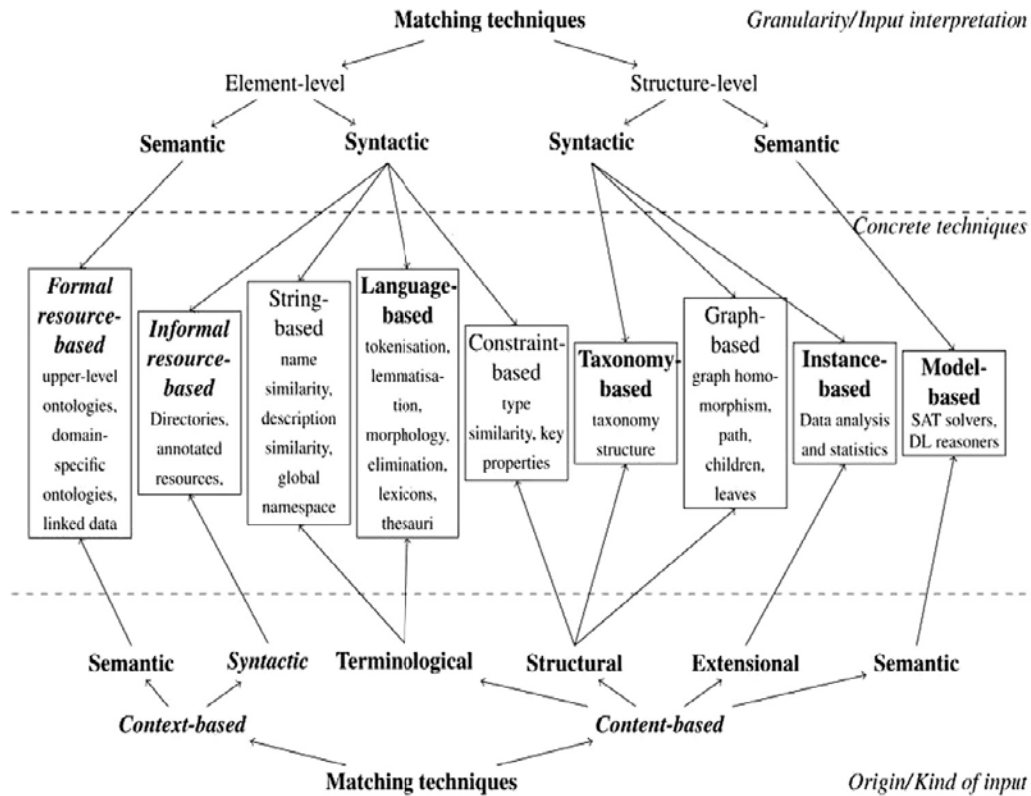 Matching techniques
Granularity/Input interpretation
Element-level
Structure-level
Semantic
Syntactic
Syntactic
Semantic
Concrete techniques
Formal
resource-
based
upper-level
ontologies,
domain-
specific
ontologies,
linked data
Informal
resource-
based
Directories,
annotated
resources,
String-
based
name
similarity,
description
similarity,
global
namespace
Language-
based
tokenisation,
lemmatisa-
tion,
morphology,
elimination,
lexicons,
thesauri
Constraint-
based
type
similarity, key
properties
Taxonomy-
based
taxonomy
structure
Graph-
based
graph homo-
morphism,
path,
children,
leaves
Instance-
based
Data analysis
and statistics
Model-
based
SAT solvers,
DL reasoners
Semantic
Syntactic
Terminological
Structural
Extensional
Semantic
Context-based
Content-based
Matching techniques
Origin/Kind of input